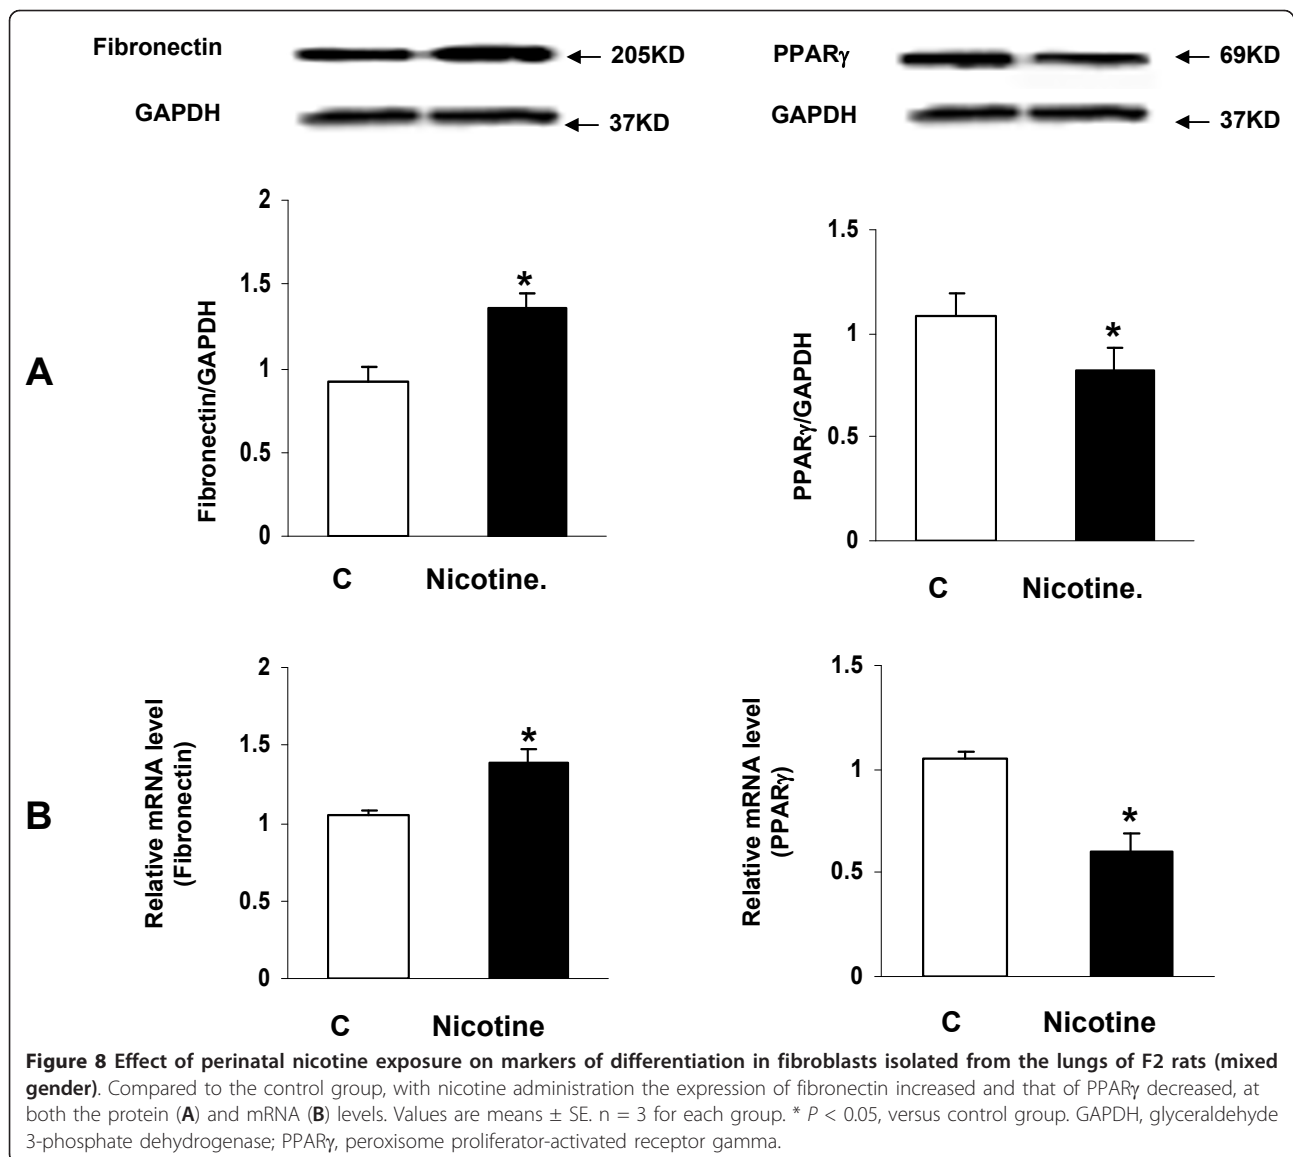 Fibronectin
← 205KD
GAPDH
← 37KD
PPARγ
← 69KD
GAPDH
← 37KD
A
Fibronectin/GAPDH
2
1.5
1
0.5
0
*
C Nicotine.
PPARγ/GAPDH
1.5
1
0.5
0
*
C Nicotine.
B
Relative mRNA level
(Fibronectin)
2
1.5
1
0.5
0
*
C Nicotine
Relative mRNA level
(PPARγ)
1.5
1
0.5
0
*
C Nicotine
Figure 8 Effect of perinatal nicotine exposure on markers of differentiation in fibroblasts isolated from the lungs of F2 rats (mixed
gender). Compared to the control group, with nicotine administration the expression of fibronectin increased and that of PPARγ decreased, at
both the protein (A) and mRNA (B) levels. Values are means ± SE. n = 3 for each group. * P < 0.05, versus control group. GAPDH, glyceraldehyde
3-phosphate dehydrogenase; PPARγ, peroxisome proliferator-activated receptor gamma.